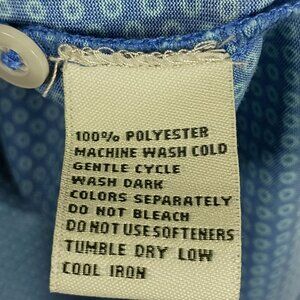 100% POLYESTER
MACHINE WASH COLD
GENTLE CYCLE
WASH DARK
COLORS SEPARATELY
DO NOT BLEACH
DO NOT USE SOFTENERS
TUMBLE DRY LOW
COOL IRON